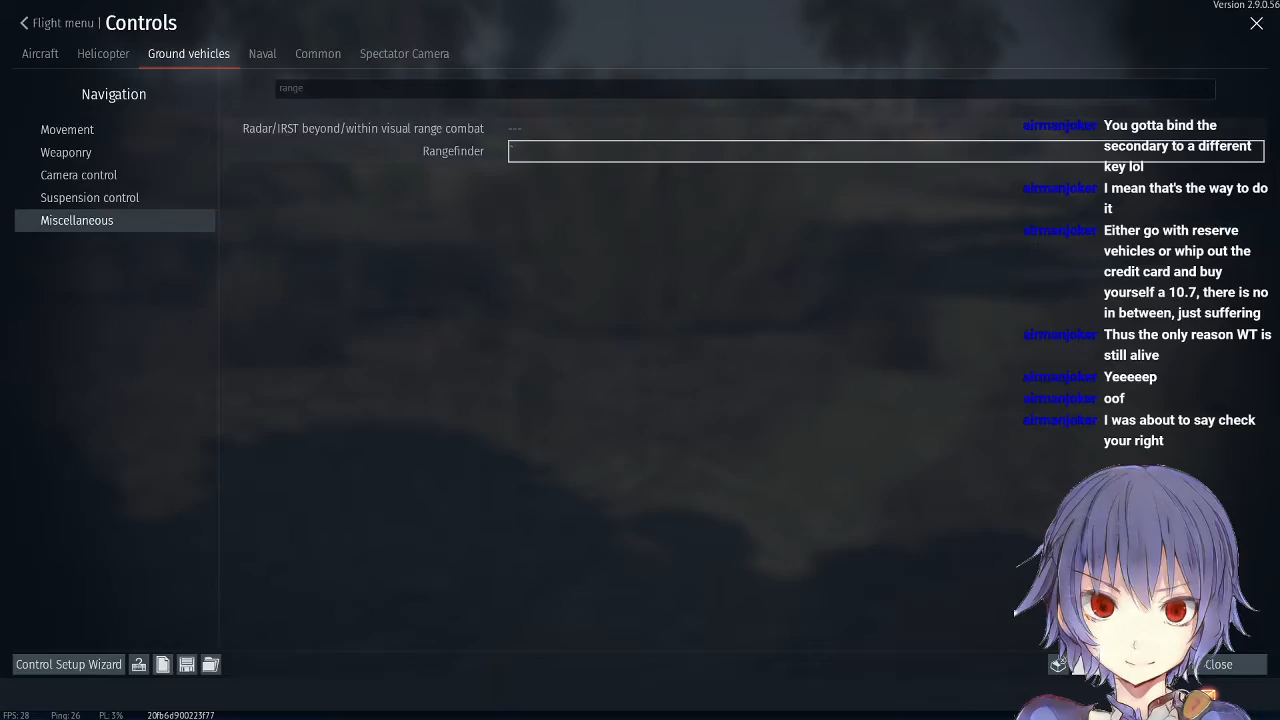 Version 2.9.0.56
Flight menu | Controls
Aircraft Helicopter Ground vehicles Naval Common Spectator Camera
Navigation
Movement
Weaponry
Camera control
Suspension control
Miscellaneous
range
Radar/IRST beyond/within visual range combat ---
Rangefinder
airmanjoker You gotta bind the
secondary to a different
key lol
airmanjoker I mean that's the way to do
it
airmanjoker Either go with reserve
vehicles or whip out the
credit card and buy
yourself a 10.7, there is no
in between, just suffering
airmanjoker Thus the only reason WT is
still alive
airmanjoker Yeeeeep
airmanjoker oof
airmanjoker I was about to say check
your right
Control Setup Wizard
Close
FPS: 28 Ping: 26 PL: 3% 20fb6d900223f77